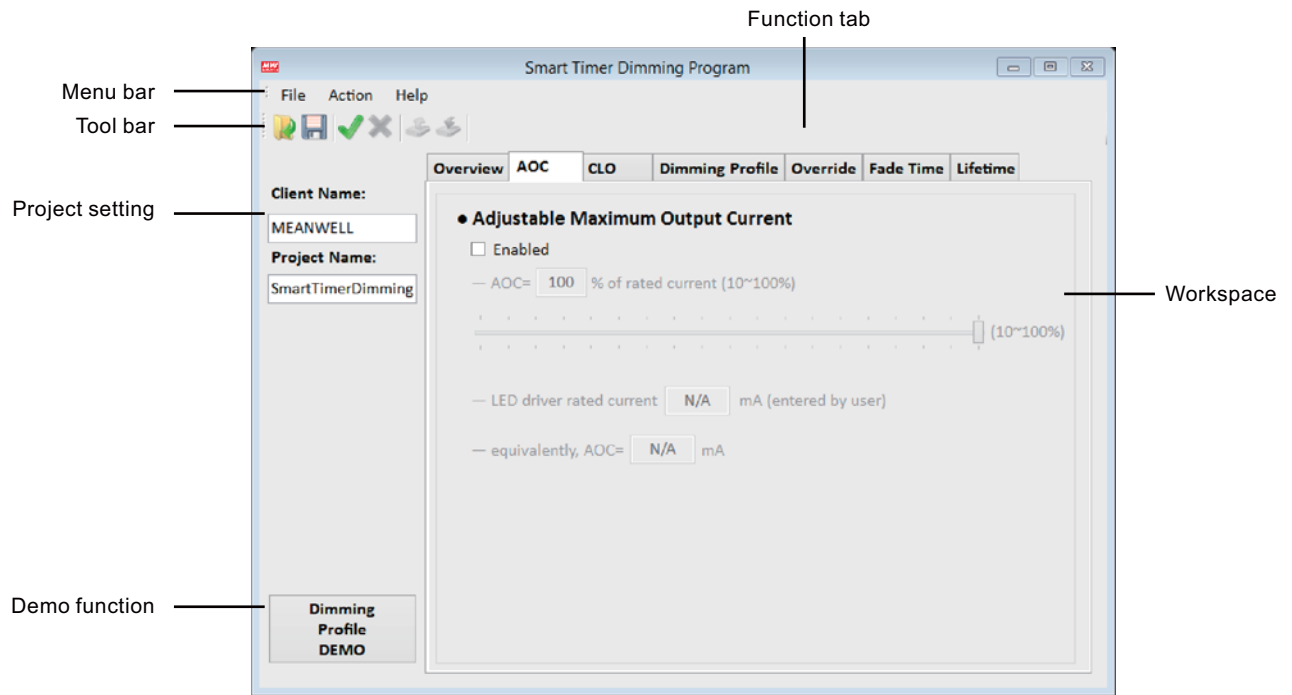 Function tab
MW
Smart Timer Dimming Program
Menu bar
File Action Help
Tool bar
Overview AOC CLO Dimming Profile Override Fade Time Lifetime
Project setting
Client Name:
MEANWELL
Project Name:
SmartTimerDimming
• Adjustable Maximum Output Current
Enabled
— AOC= 100 % of rated current (10~100%)
(10~100%)
Workspace
— LED driver rated current N/A mA (entered by user)
— equivalently, AOC= N/A mA
Demo function
Dimming
Profile
DEMO